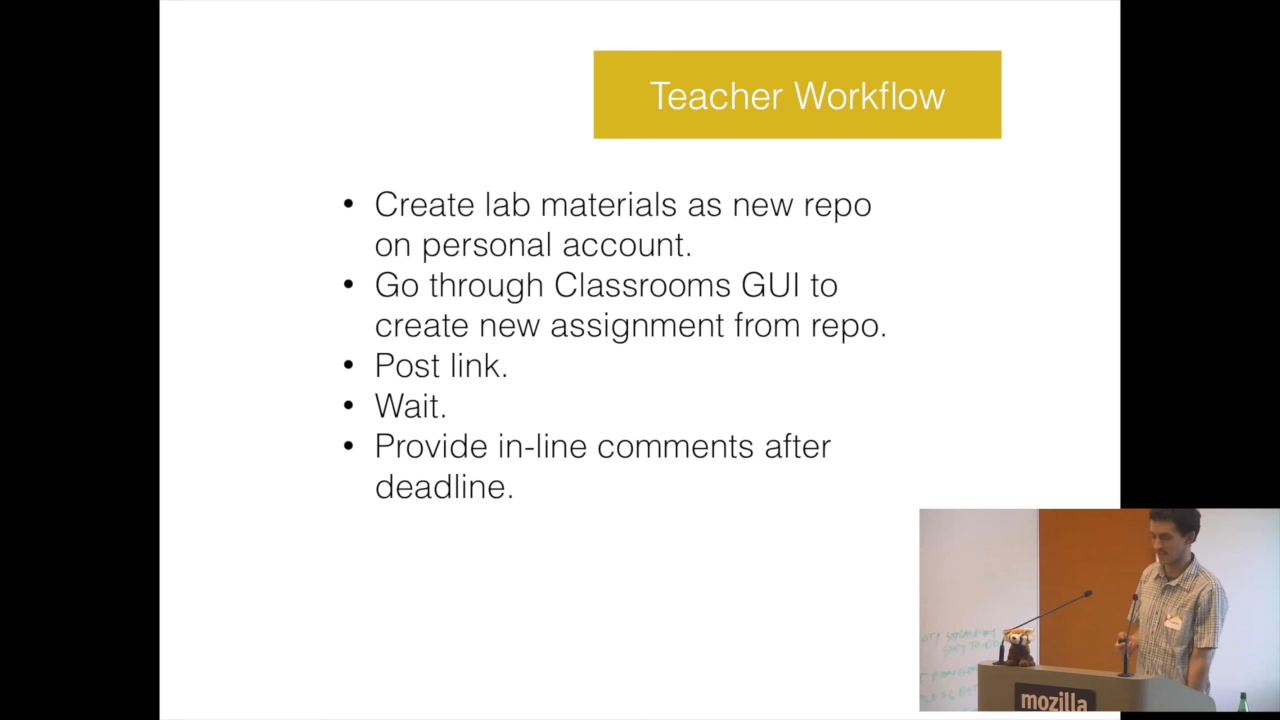 Teacher Workflow
• Create lab materials as new repo
on personal account.
• Go through Classrooms GUI to
create new assignment from repo.
• Post link.
• Wait.
• Provide in-line comments after
deadline.
mozilla